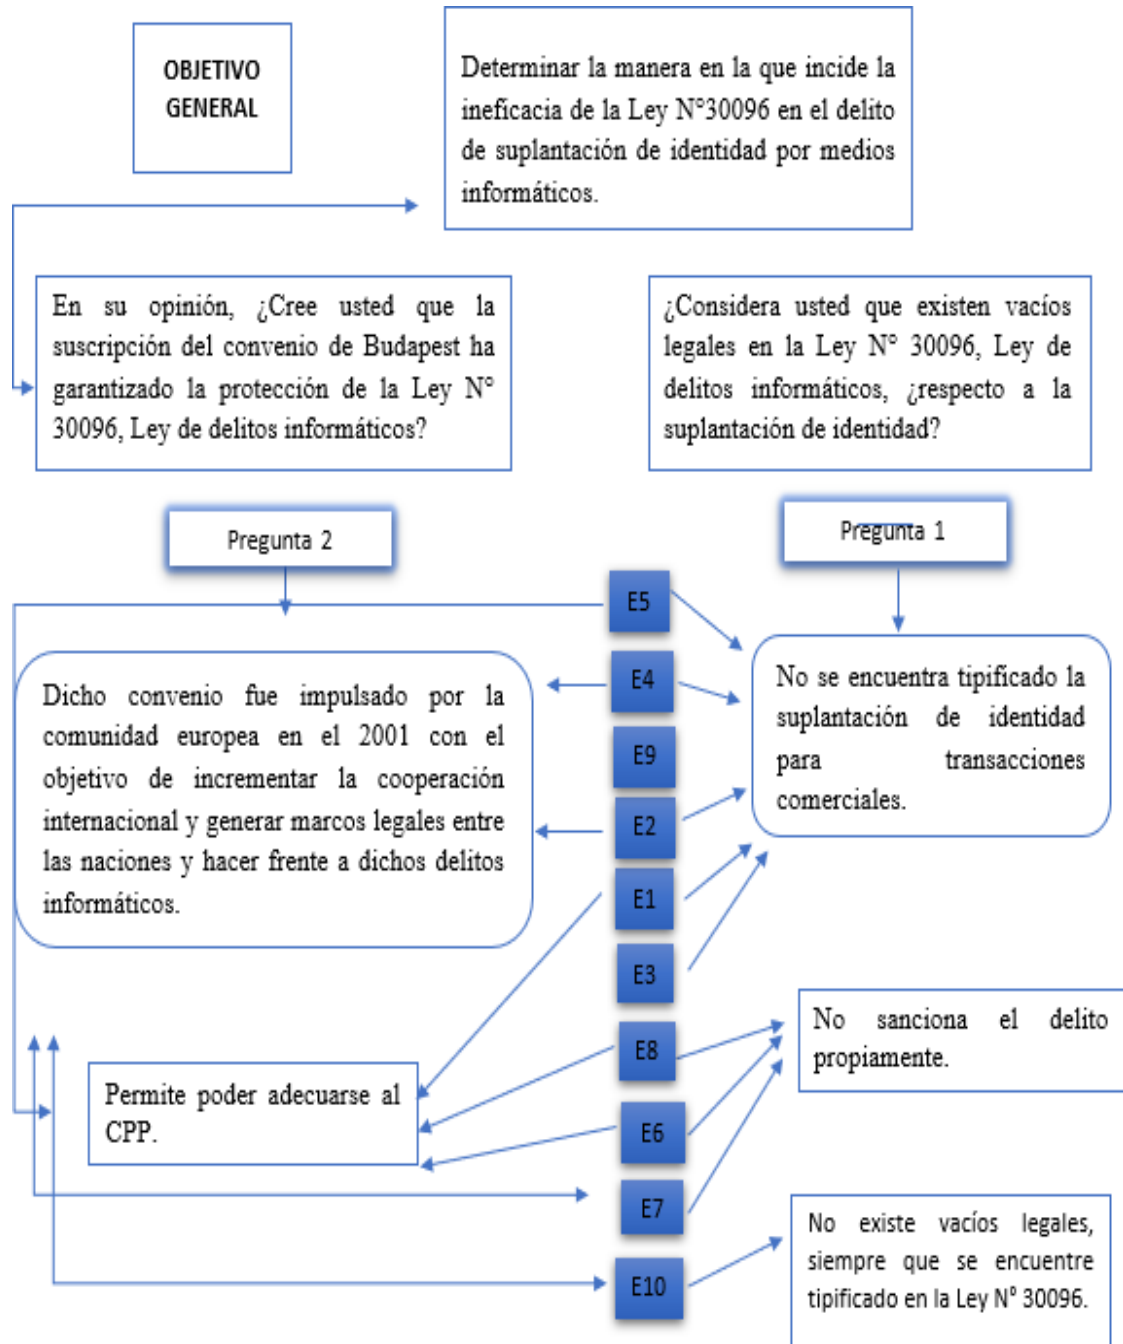 OBJETIVO
GENERAL
Determinar la manera en la que incide la
ineficacia de la Ley N°30096 en el delito
de suplantación de identidad por medios
informáticos.
En su opinión, ¿Cree usted que la
suscripción del convenio de Budapest ha
garantizado la protección de la Ley N°
30096, Ley de delitos informáticos?
¿Considera usted que existen vacíos
legales en la Ley N° 30096, Ley de
delitos informáticos, ¿respecto a la
suplantación de identidad?
Pregunta 2
Pregunta 1
Dicho convenio fue impulsado por la
comunidad europea en el 2001 con el
objetivo de incrementar la cooperación
internacional y generar marcos legales entre
las naciones y hacer frente a dichos delitos
informáticos.
Permite poder adecuarse al
CPP.
E5
E4
E9
E2
E1
E3
E8
E6
E7
E10
No se encuentra tipificado la
suplantación de identidad
para transacciones
comerciales.
No sanciona el delito
propiamente.
No existe vacíos legales,
siempre que se encuentre
tipificado en la Ley N° 30096.